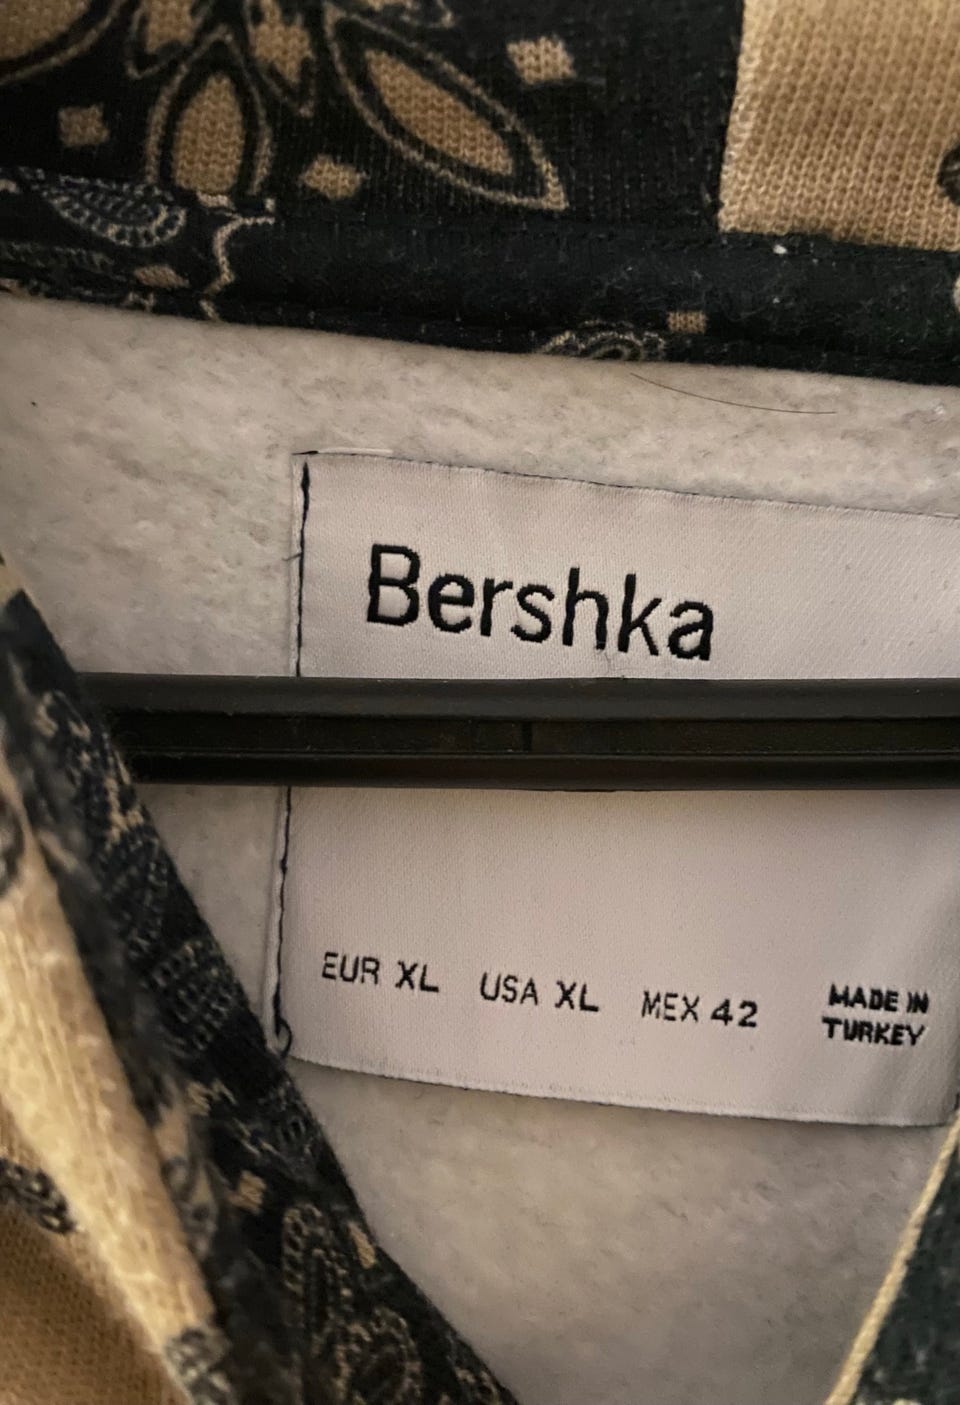 Bershka
EUR XL USA XL MEX 42
MADE IN
TURKEY